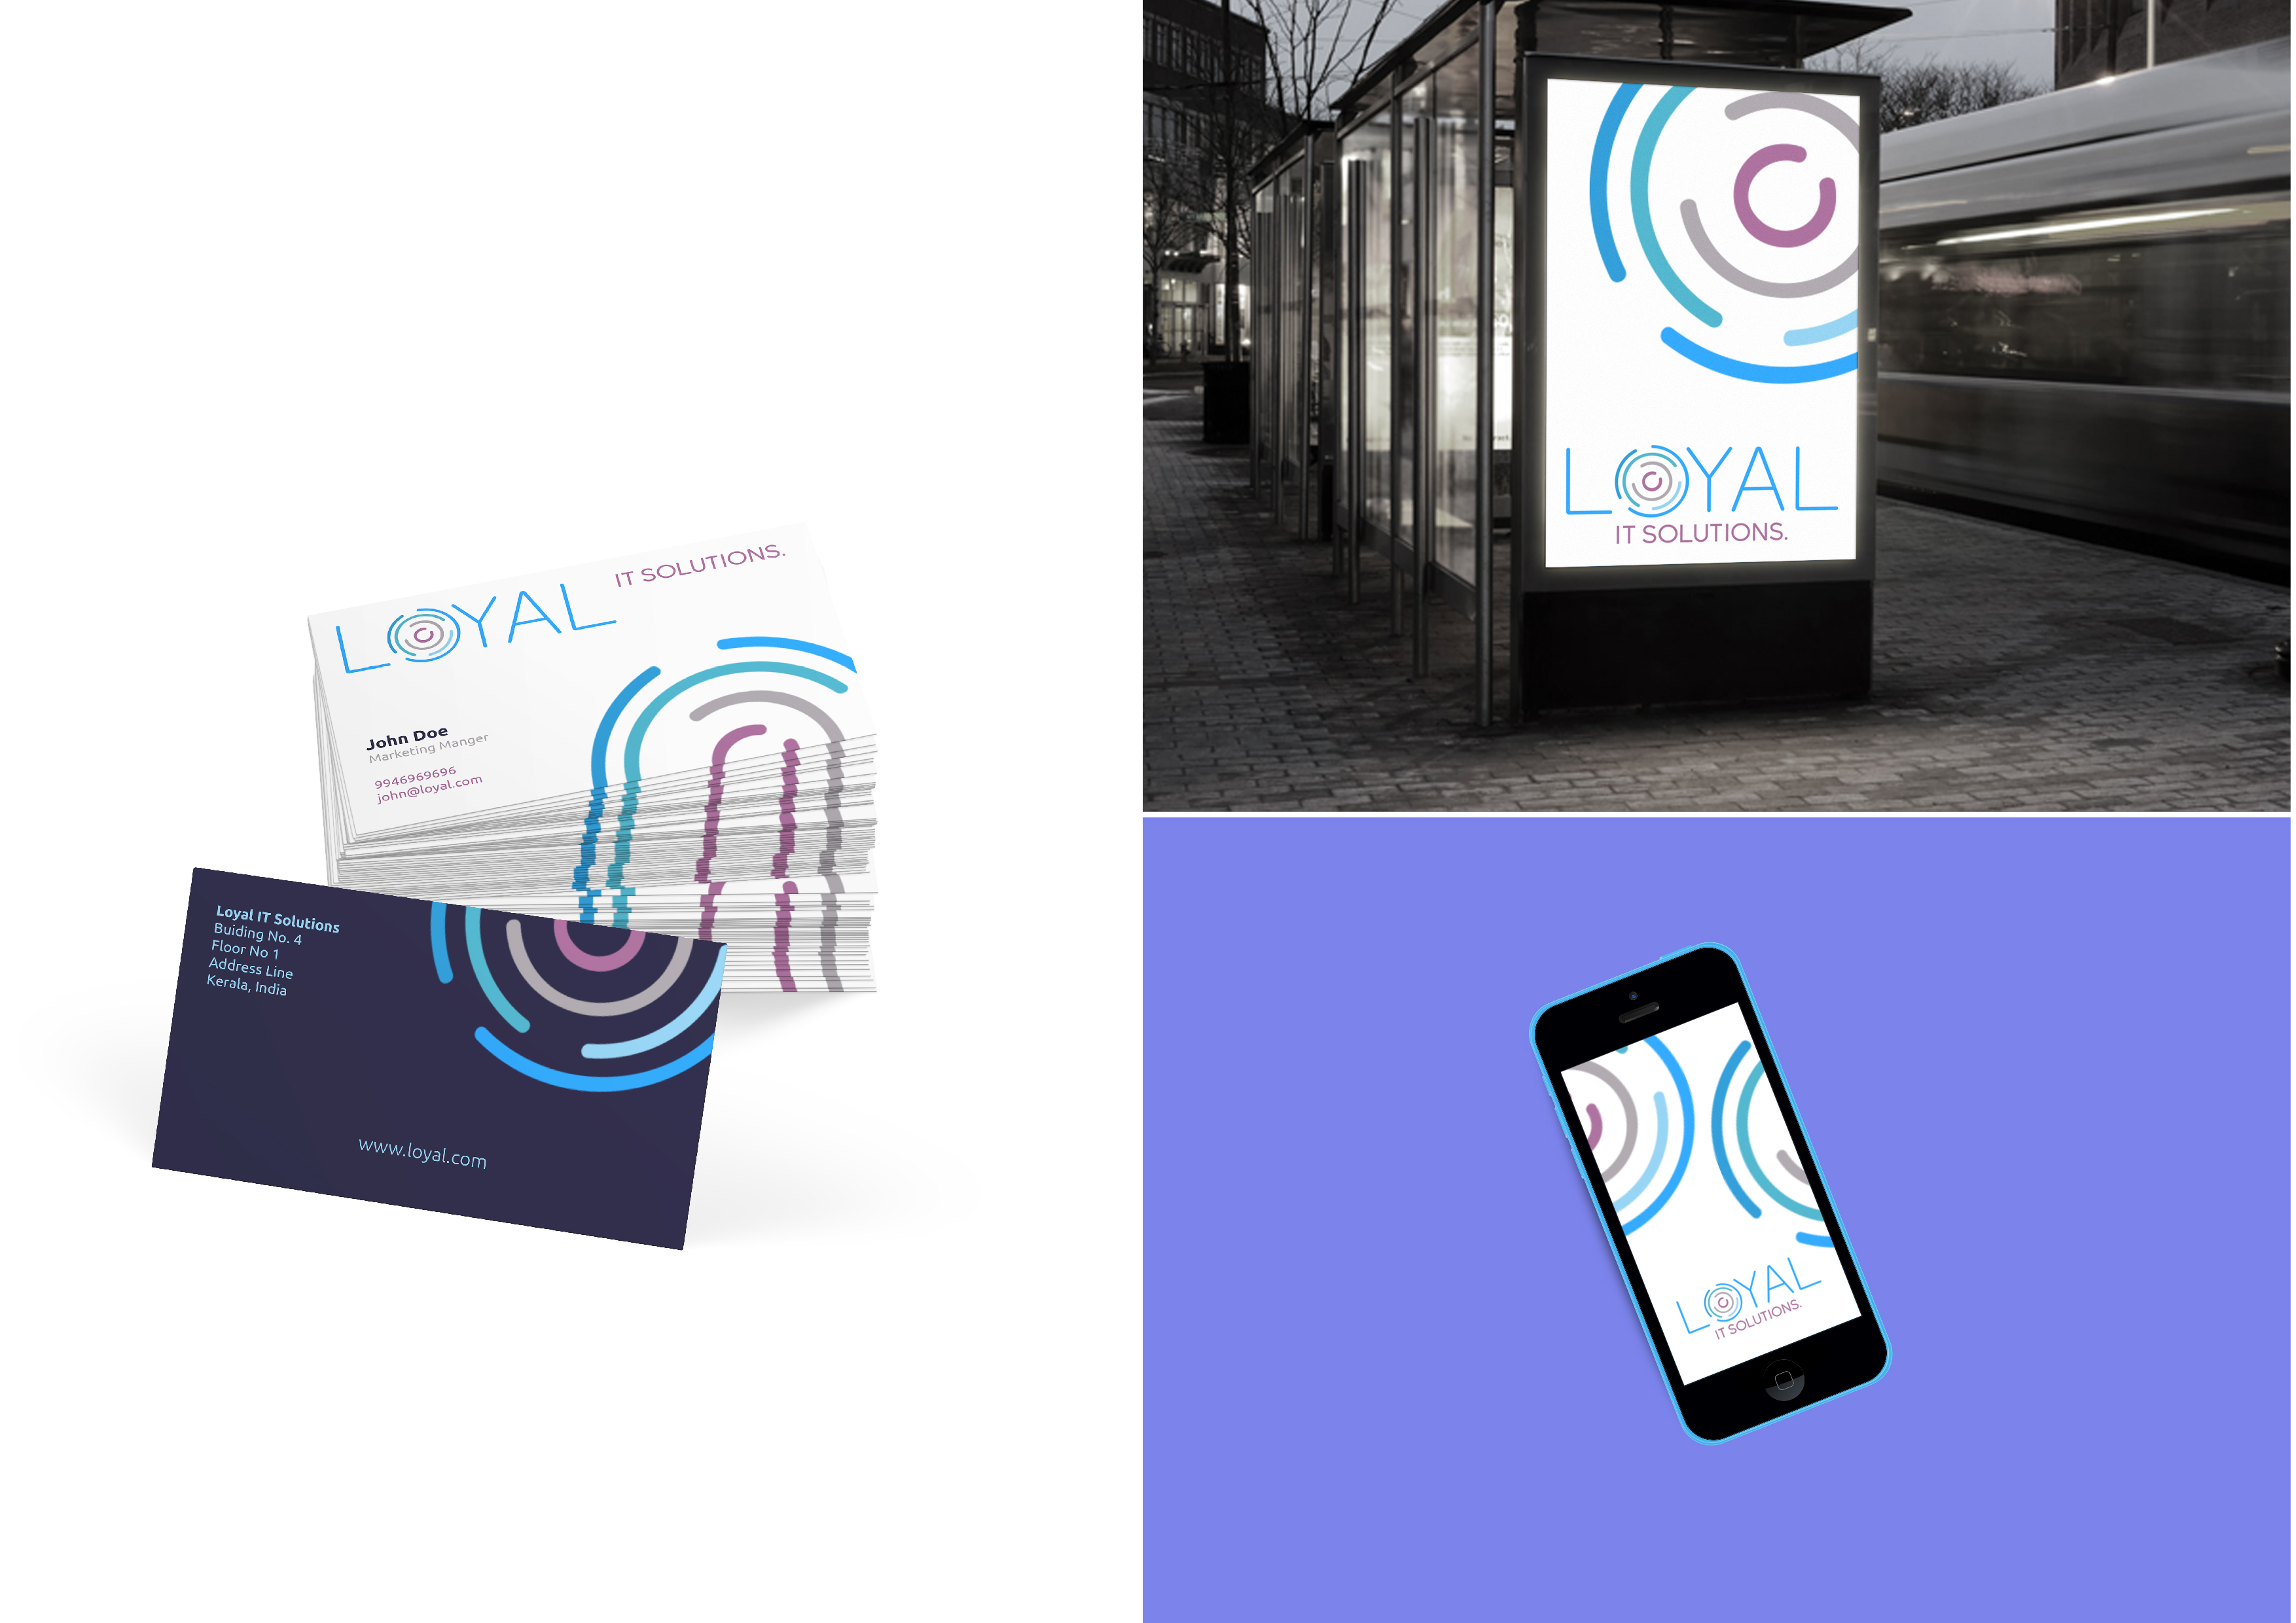 LOYAL
IT SOLUTIONS.
John Doe
Marketing Manger
9946969696
john@loyal.com
Loyal IT Solutions
Buiding No. 4
Floor No 1
Address Line
Kerala, India
www.loyal.com
LOYAL
IT SOLUTIONS.
LOYAL
IT SOLUTIONS.